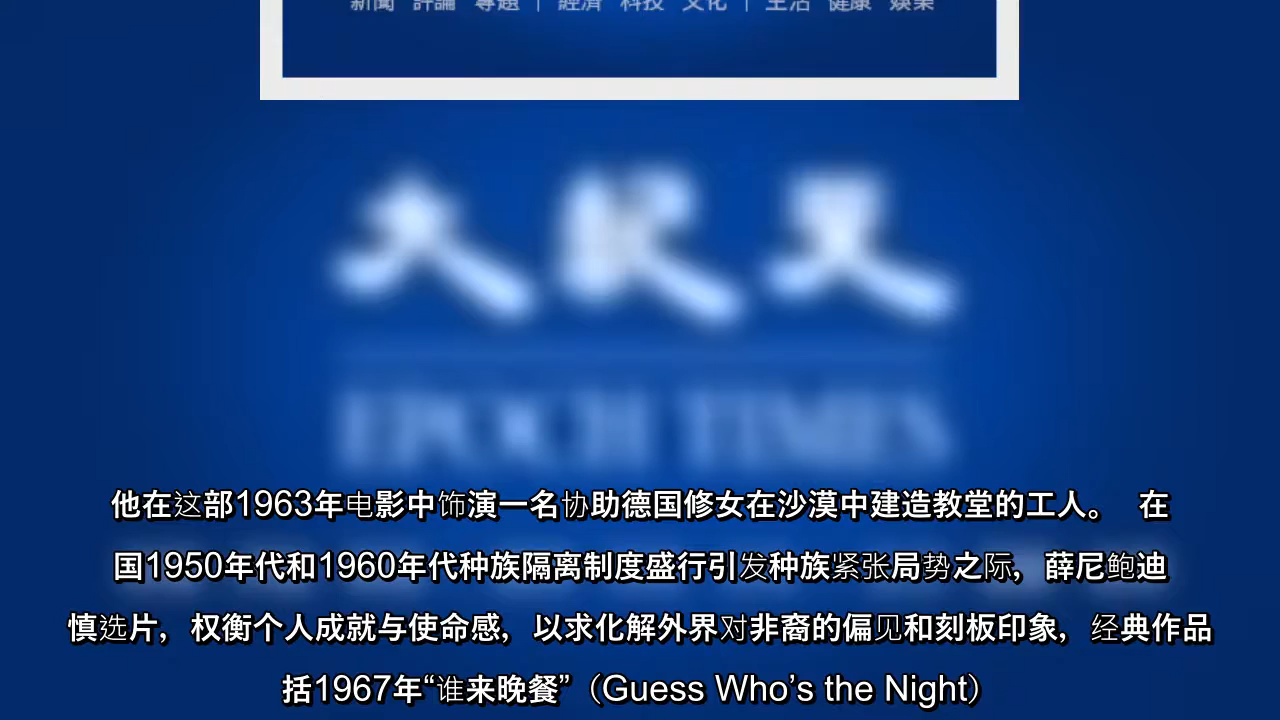 新聞 評論 專題 | 經濟 科技 文化 | 生活 健康 娛樂
大紀元
EPOCH TIMES
他在这部1963年电影中饰演一名协助德国修女在沙漠中建造教堂的工人。 在
国1950年代和1960年代种族隔离制度盛行引发种族紧张局势之际，薛尼鲍迪
慎选片，权衡个人成就与使命感，以求化解外界对非裔的偏见和刻板印象，经典作品
括1967年“谁来晚餐”（Guess Who’s the Night）